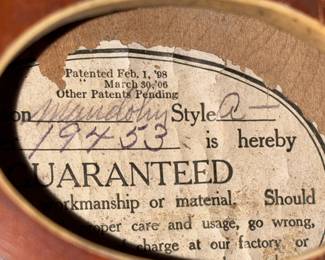 Patented Feb. 1, '98
March 30, '06
Other Patents Pending
on mandolin Style A-
19453 is hereby
UARANTEED
orkmanship or material. Should
oper care and usage, go wrong,
charge at our factory, or